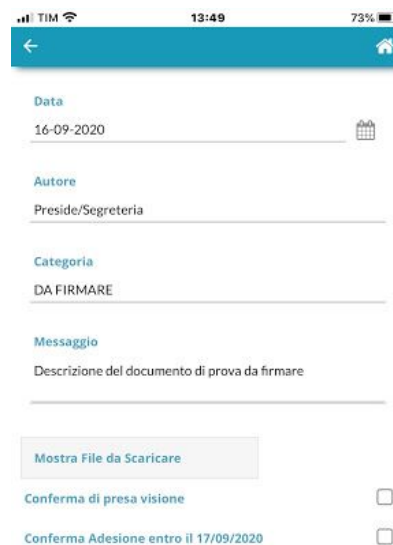 TIM 13:49 73%
Data
16-09-2020
Autore
Preside/Segreteria
Categoria
DA FIRMARE
Messaggio
Descrizione del documento di prova da firmare
Mostra File da Scaricare
Conferma di presa visione
Conferma Adesione entro il 17/09/2020